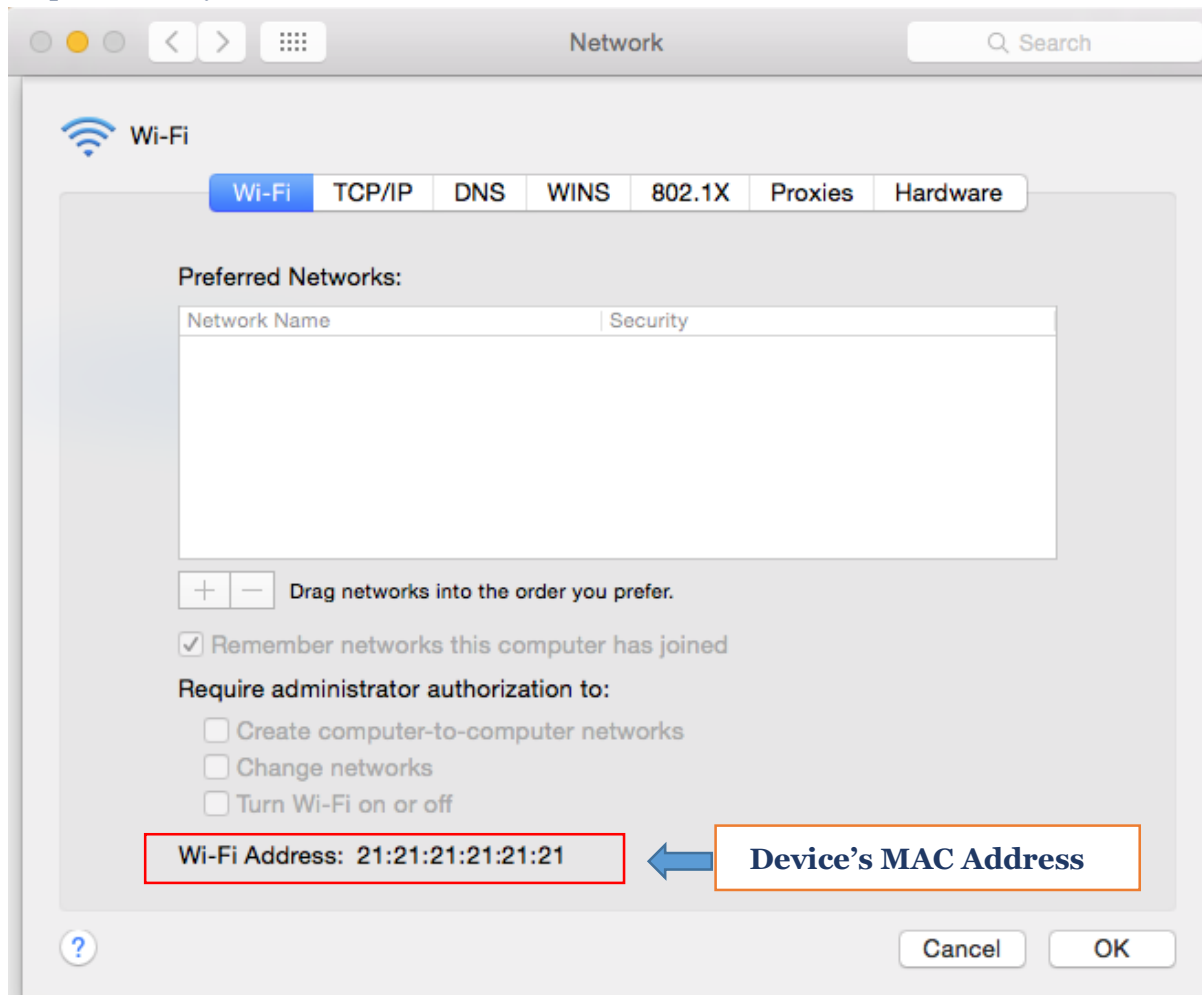 Network
Search
Wi-Fi
Wi-Fi TCP/IP DNS WINS 802.1X Proxies Hardware
Preferred Networks:
Network Name Security
+ − Drag networks into the order you prefer.
Remember networks this computer has joined
Require administrator authorization to:
Create computer-to-computer networks
Change networks
Turn Wi-Fi on or off
Wi-Fi Address: 21:21:21:21:21:21
Device’s MAC Address
?
Cancel OK